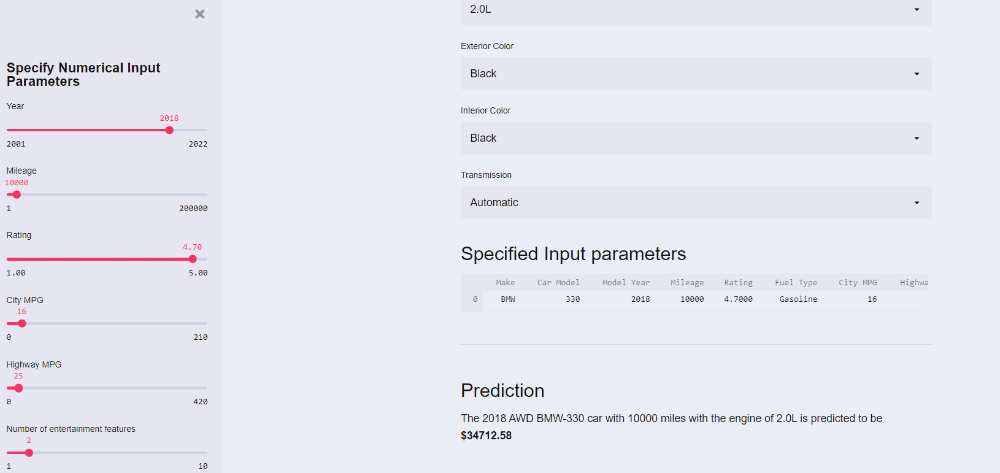 Specify Numerical Input
Parameters
Year
2018
2001 2022
Mileage
10000
1 200000
Rating
4.70
1.00 5.00
City MPG
16
0 210
Highway MPG
25
0 420
Number of entertainment features
2
1 10
2.0L
Exterior Color
Black
Interior Color
Black
Transmission
Automatic
Specified Input parameters
Make Car Model Model Year Mileage Rating Fuel Type City MPG Highwa
0 BMW 330 2018 10000 4.7000 Gasoline 16
Prediction
The 2018 AWD BMW-330 car with 10000 miles with the engine of 2.0L is predicted to be
$34712.58